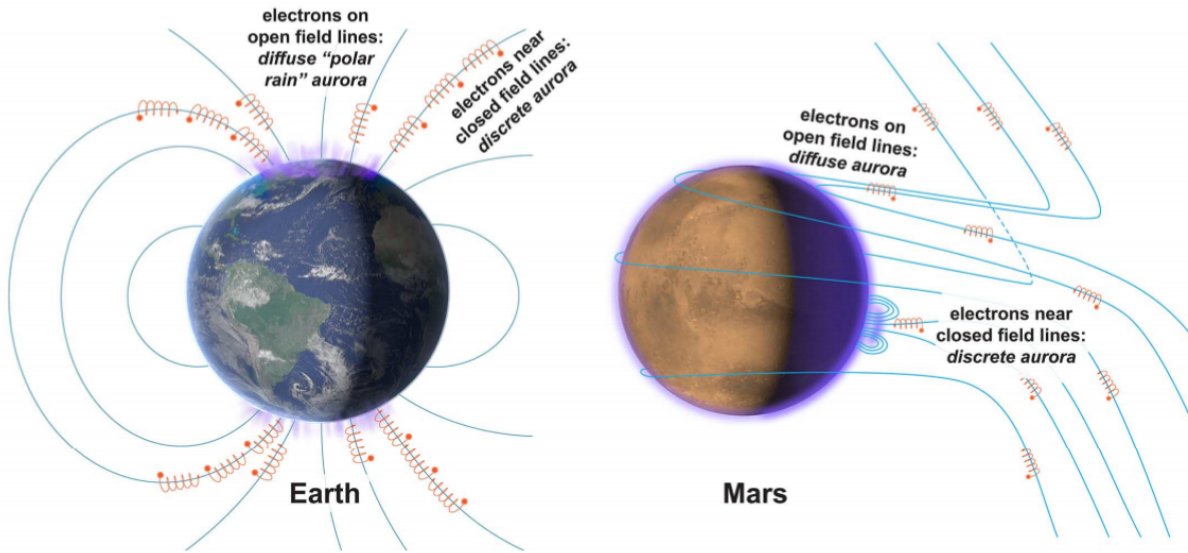 electrons on
open field lines:
diffuse “polar
rain” aurora
electrons near
closed field lines:
discrete aurora
Earth
electrons on
open field lines:
diffuse aurora
electrons near
closed field lines:
discrete aurora
Mars